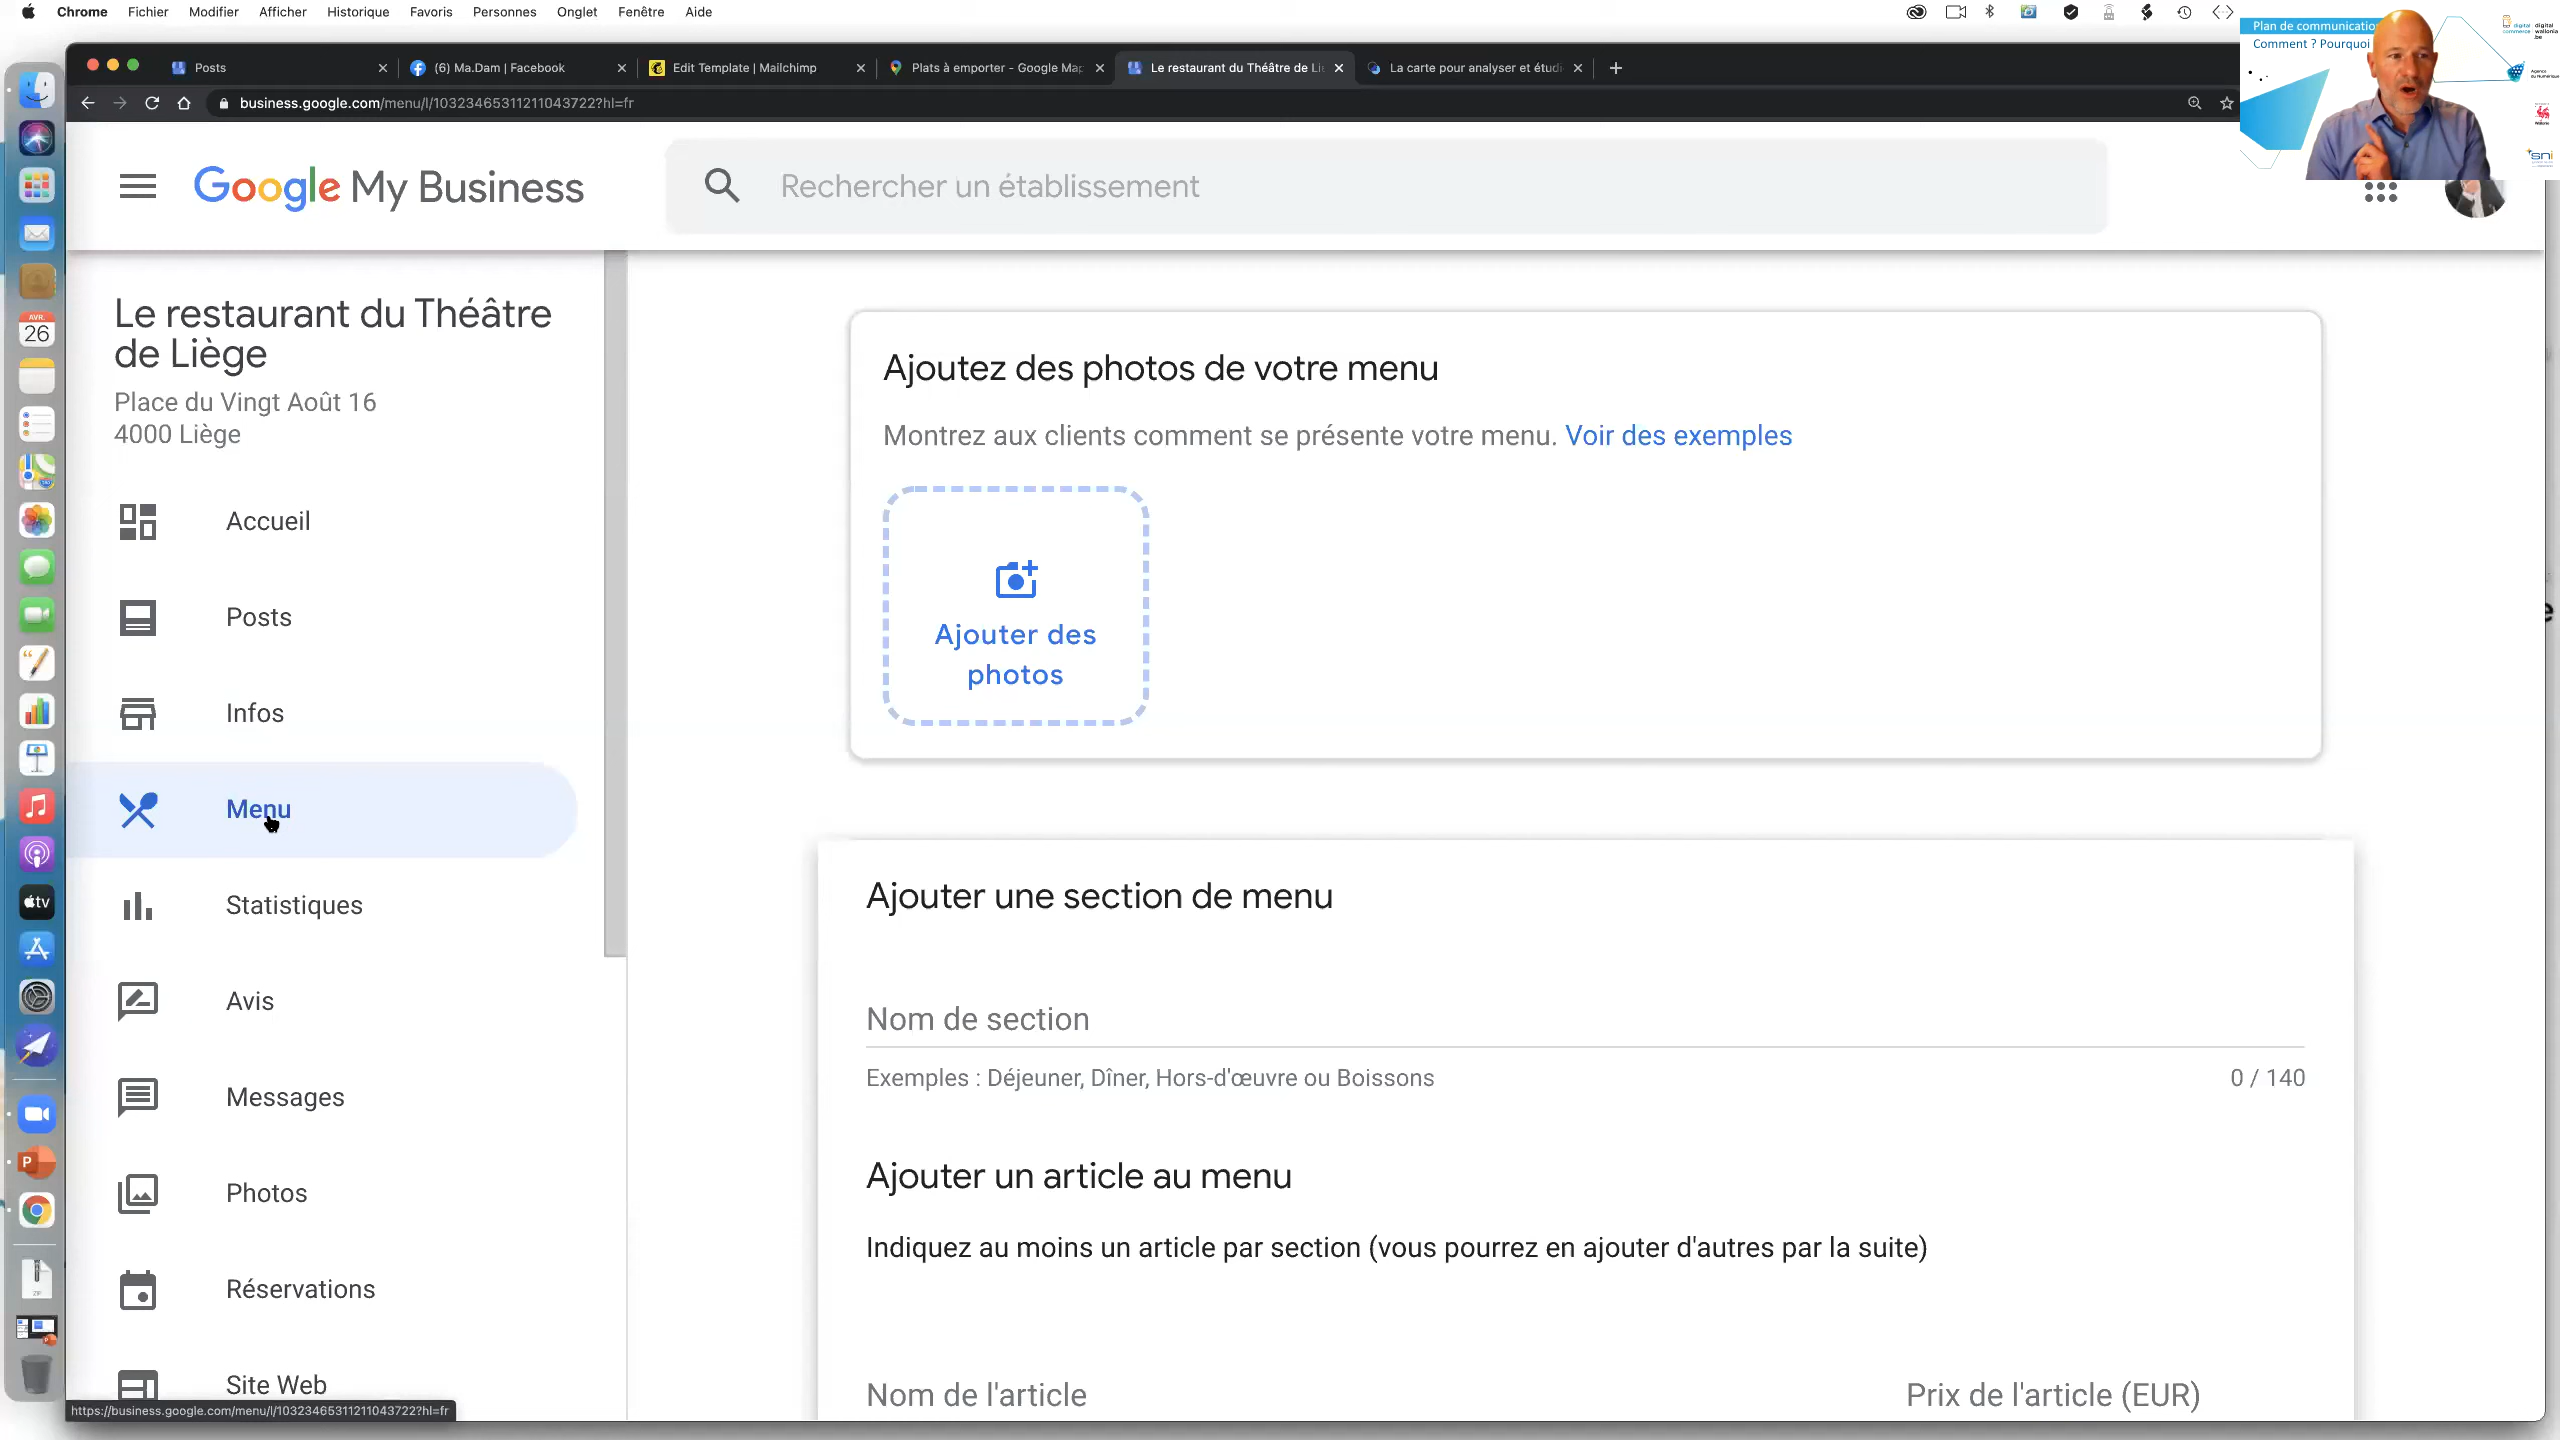 Chrome Fichier Modifier Afficher Historique Favoris Personnes Onglet Fenêtre Aide
Plan de communication
Comment ? Pourquoi
Posts
(6) Ma.Dam | Facebook
Edit Template | Mailchimp
Plats à emporter - Google Map
Le restaurant du Théâtre de Li
La carte pour analyser et étudi
business.google.com/menu/l/10323465311211043722?hl=fr
Google My Business
Rechercher un établissement
Le restaurant du Théâtre
de Liège
Place du Vingt Août 16
4000 Liège
Accueil
Posts
Infos
Menu
Statistiques
Avis
Messages
Photos
Réservations
Site Web
https://business.google.com/menu/l/10323465311211043722?hl=fr
Ajoutez des photos de votre menu
Montrez aux clients comment se présente votre menu. Voir des exemples
Ajouter des
photos
Ajouter une section de menu
Nom de section
Exemples : Déjeuner, Dîner, Hors-d'œuvre ou Boissons
0 / 140
Ajouter un article au menu
Indiquez au moins un article par section (vous pourrez en ajouter d'autres par la suite)
Nom de l'article
Prix de l'article (EUR)
AVR.
26
tv
P
ZIP
sni